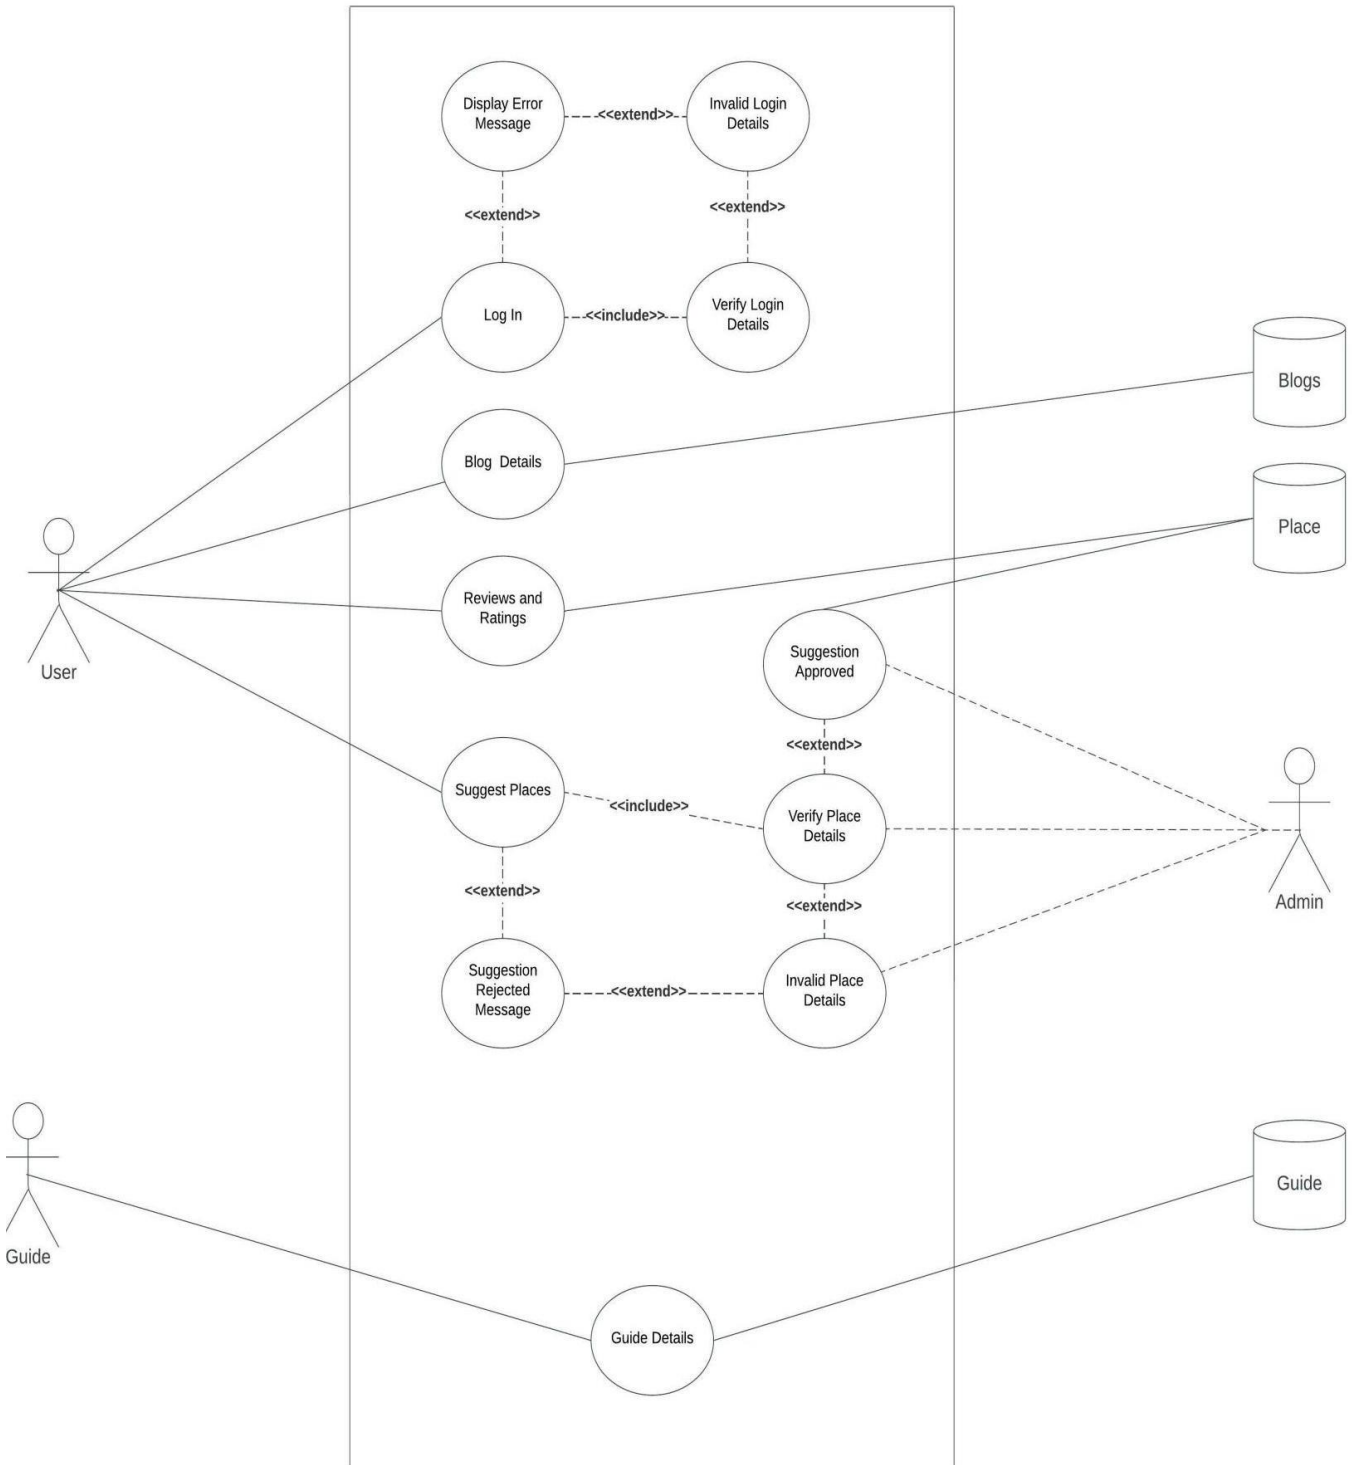 Display Error
Message
<<extend>>
Invalid Login
Details
<<extend>>
<<extend>>
Log In
<<include>>
Verify Login
Details
Blogs
Blog  Details
Place
Reviews and
Ratings
User
Suggestion
Approved
<<extend>>
Suggest Places
<<include>>
Verify Place
Details
Admin
<<extend>>
<<extend>>
Suggestion
Rejected
Message
<<extend>>
Invalid Place
Details
Guide
Guide
Guide Details